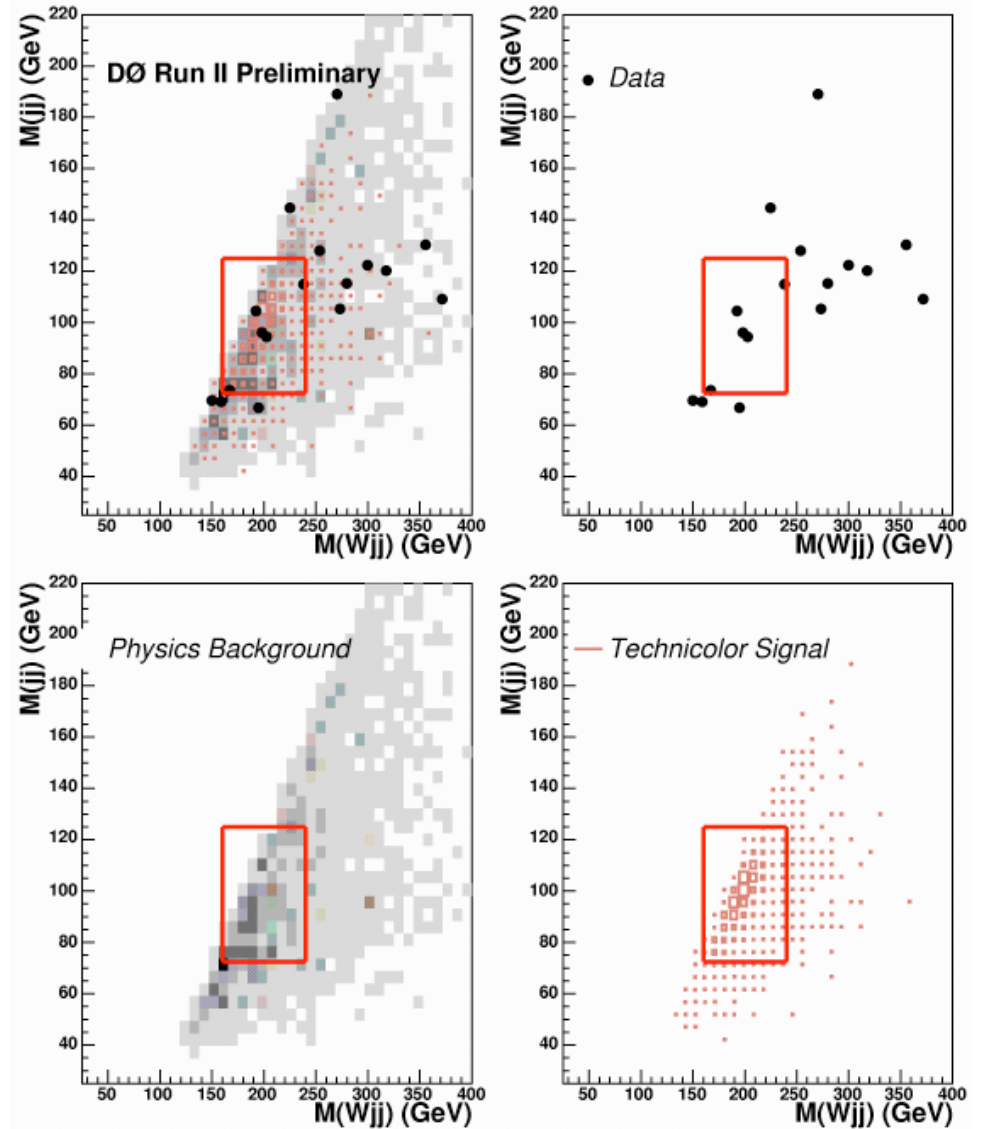 M(jj) (GeV)
220
200
180
160
140
120
100
80
60
40
DØ Run II Preliminary
50 100 150 200 250 300 350 400
M(Wjj) (GeV)
M(jj) (GeV)
220
200
180
160
140
120
100
80
60
40
Data
50 100 150 200 250 300 350 400
M(Wjj) (GeV)
M(jj) (GeV)
220
200
180
160
140
120
100
80
60
40
Physics Background
50 100 150 200 250 300 350 400
M(Wjj) (GeV)
M(jj) (GeV)
220
200
180
160
140
120
100
80
60
40
Technicolor Signal
50 100 150 200 250 300 350 400
M(Wjj) (GeV)